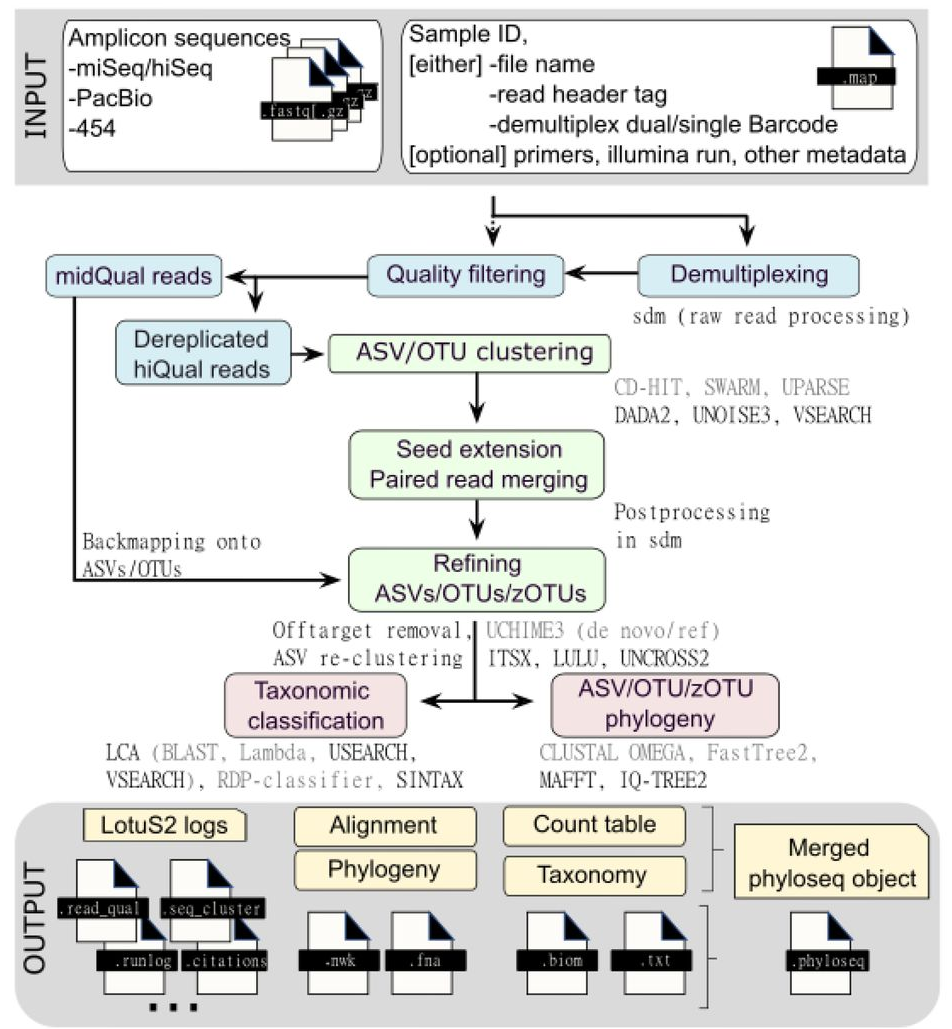 INPUT
Amplicon sequences
-miSeq/hiSeq
-PacBio
-454
.fastq[.gz
gz
gz
Sample ID,
[either] -file name
-read header tag
-demultiplex dual/single Barcode
[optional] primers, illumina run, other metadata
.map
midQual reads
Quality filtering
Demultiplexing
sdm (raw read processing)
Dereplicated
hiQual reads
ASV/OTU clustering
CD-HIT, SWARM, UPARSE
DADA2, UNOISE3, VSEARCH
Seed extension
Paired read merging
Postprocessing
in sdm
Backmapping onto
ASVs/OTUs
Refining
ASVs/OTUs/zOTUs
Offtarget removal,
ASV re-clustering
UCHIME3 (de novo/ref)
ITSX, LULU, UNCROSS2
Taxonomic
classification
ASV/OTU/zOTU
phylogeny
LCA (BLAST, Lambda, USEARCH,
VSEARCH), RDP-classifier, SINTAX
CLUSTAL OMEGA, FastTree2,
MAFFT, IQ-TREE2
OUTPUT
LotuS2 logs
Alignment
Phylogeny
Count table
Taxonomy
Merged
phyloseq object
.read_qual
.seq_cluster
.runlog
.citations
...
.nwk
.fna
.biom
.txt
.phyloseq